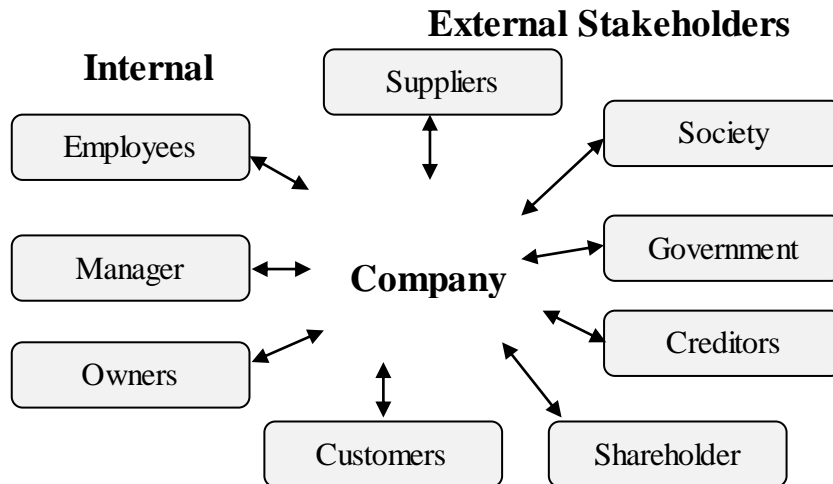 External Stakeholders
Internal
Suppliers
Employees
Society
Manager
Government
Company
Owners
Creditors
Customers
Shareholder